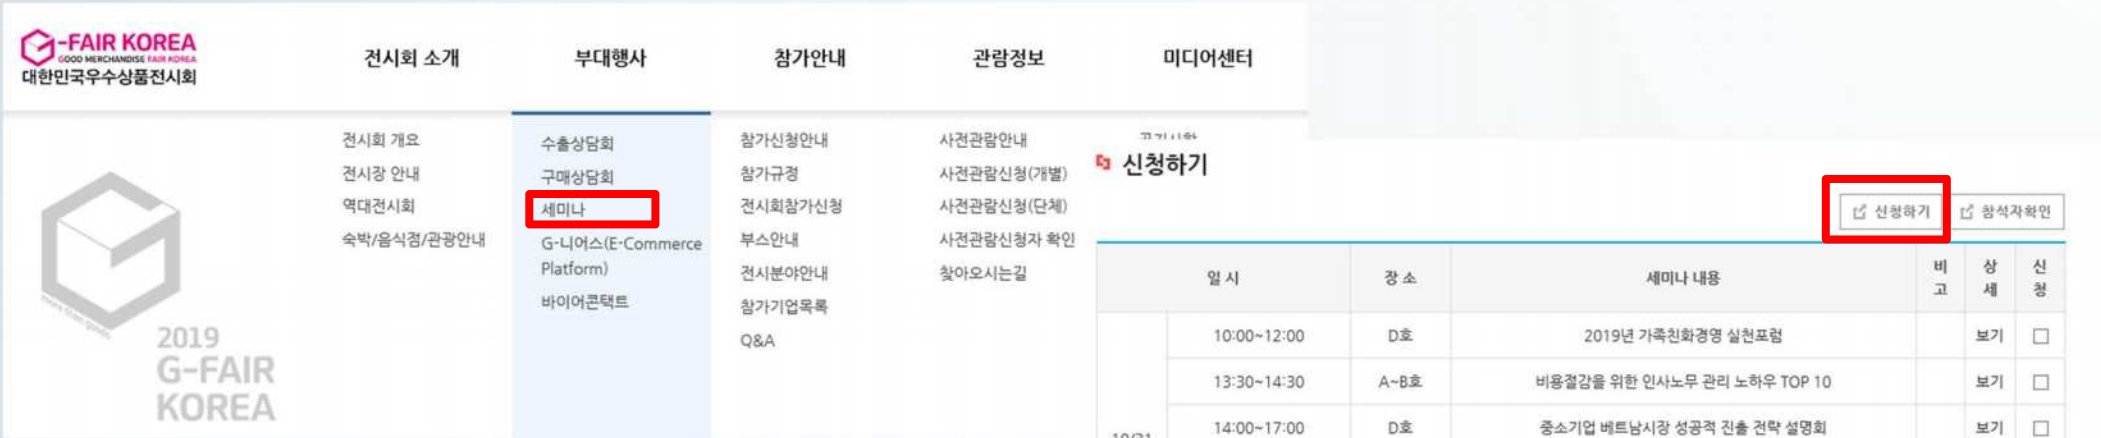 G-FAIR KOREA
GOOD MERCHANDISE FAIR KOREA
대한민국우수상품전시회
전시회 소개
부대행사
참가안내
관람정보
미디어센터
전시회 개요
전시장 안내
역대전시회
숙박/음식점/관광안내
수출상담회
구매상담회
세미나
G-니어스(E-Commerce
Platform)
바이어콘택트
참가신청안내
참가규정
전시회참가신청
부스안내
전시분야안내
참가기업목록
Q&A
사전관람안내
사전관람신청(개별)
사전관람신청(단체)
사전관람신청자 확인
찾아오시는길
more than goods
2019
G-FAIR
KOREA
신청하기
신청하기 참석자확인
일 시 장 소 세미나 내용 비고 상세 신청
10:00~12:00 D호 2019년 가족친화경영 실천포럼 보기
13:30~14:30 A~B호 비용절감을 위한 인사노무 관리 노하우 TOP 10 보기
14:00~17:00 D호 중소기업 베트남시장 성공적 진출 전략 설명회 보기